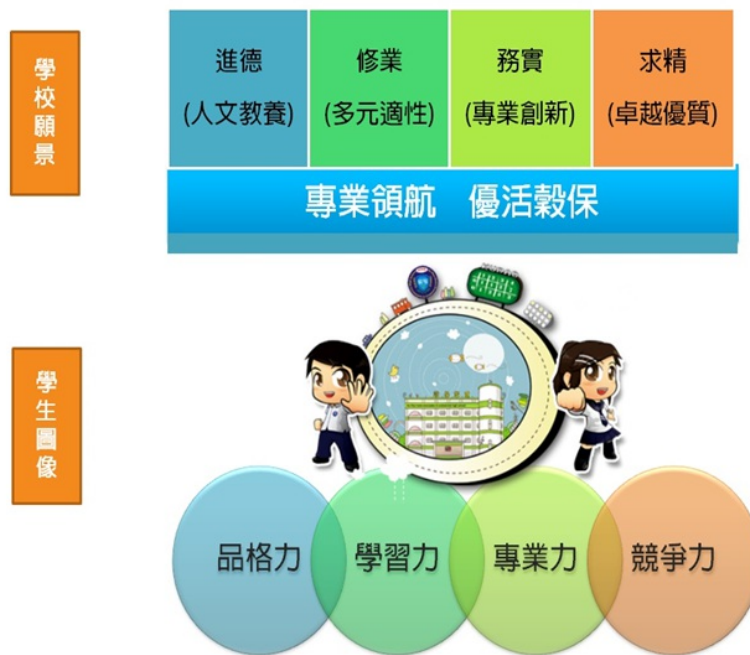 學校願景
進德
(人文教養)
修業
(多元適性)
務實
(專業創新)
求精
(卓越優質)
專業領航 優活穀保
學生圖像
品格力
學習力
專業力
競爭力